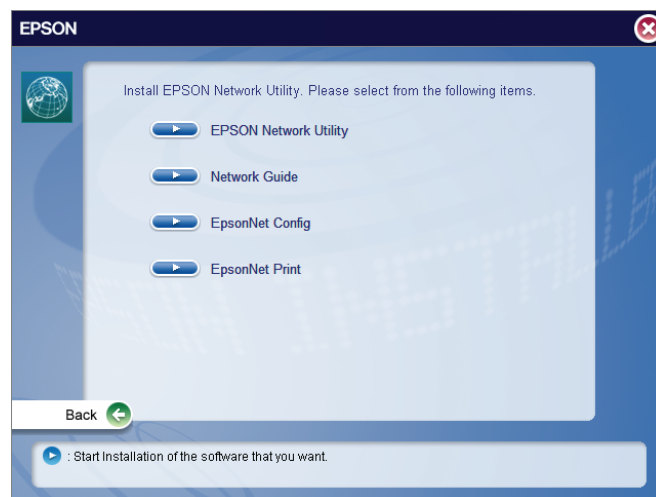 EPSON
Install EPSON Network Utility. Please select from the following items.
EPSON Network Utility
Network Guide
EpsonNet Config
EpsonNet Print
Back
: Start Installation of the software that you want.